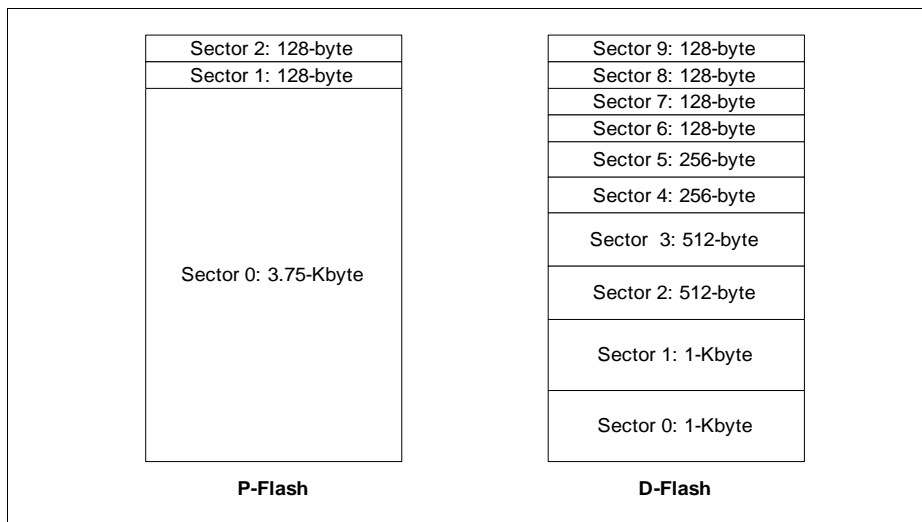 Sector 2: 128-byte
Sector 1: 128-byte
Sector 0: 3.75-Kbyte
P-Flash
Sector 9: 128-byte
Sector 8: 128-byte
Sector 7: 128-byte
Sector 6: 128-byte
Sector 5: 256-byte
Sector 4: 256-byte
Sector 3: 512-byte
Sector 2: 512-byte
Sector 1: 1-Kbyte
Sector 0: 1-Kbyte
D-Flash